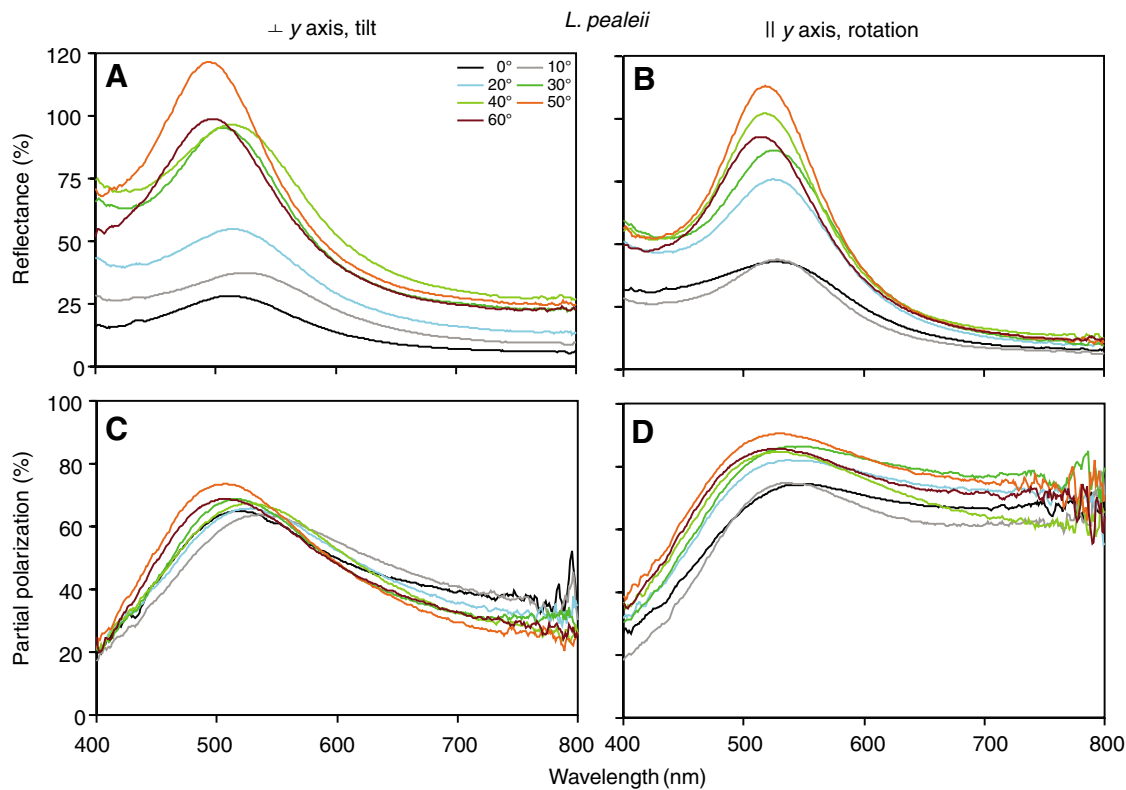 L. pealeii
⊥ y axis, tilt
|| y axis, rotation
A
B
0° 10°
20° 30°
40° 50°
60°
120
100
75
50
25
0
Reflectance (%)
C
D
100
80
60
40
20
0
Partial polarization (%)
400 500 600 700 800
400 500 600 700 800
Wavelength (nm)